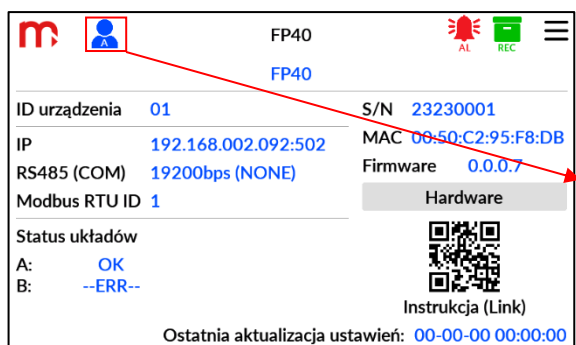 m A FP40 AL REC
FP40
ID urządzenia 01 S/N 23230001
IP 192.168.002.092:502 MAC 00:50:C2:95:F8:DB
RS485 (COM) 19200bps (NONE) Firmware 0.0.0.7
Modbus RTU ID 1 Hardware
Status układów
A: OK
B: --ERR--
Instrukcja (Link)
Ostatnia aktualizacja ustawień: 00-00-00 00:00:00